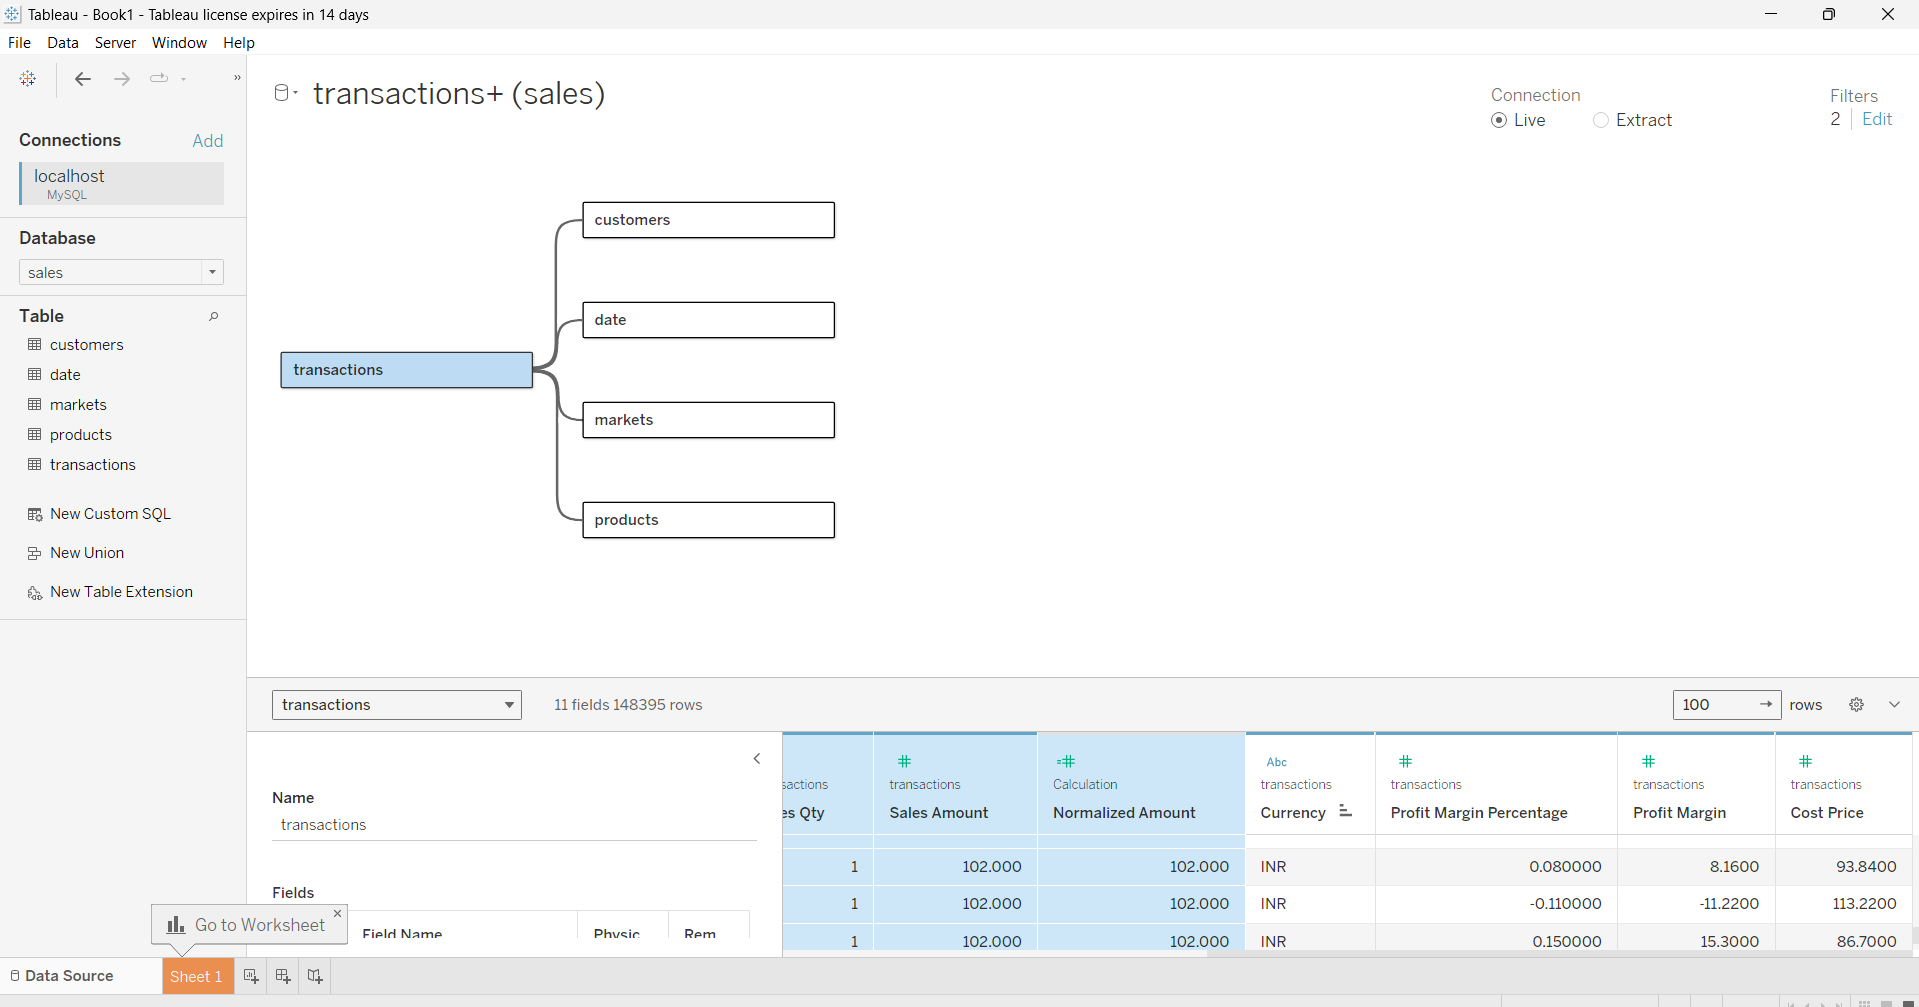 Tableau - Book1 - Tableau license expires in 14 days
File Data Server Window Help
transactions+ (sales)
Connection
Live Extract
Filters
2 Edit
Connections Add
localhost
MySQL
Database
sales
Table
customers
date
markets
products
transactions
New Custom SQL
New Union
New Table Extension
customers
date
transactions
markets
products
transactions 11 fields 148395 rows 100 rows
Name
transactions
Fields
Field Name Physic Rem
sactions transactions Calculation Abc transactions transactions transactions transactions
es Qty Sales Amount Normalized Amount Currency Profit Margin Percentage Profit Margin Cost Price
1 102.000 102.000 INR 0.080000 8.1600 93.8400
1 102.000 102.000 INR -0.110000 -11.2200 113.2200
1 102.000 102.000 INR 0.150000 15.3000 86.7000
Go to Worksheet
Data Source Sheet 1